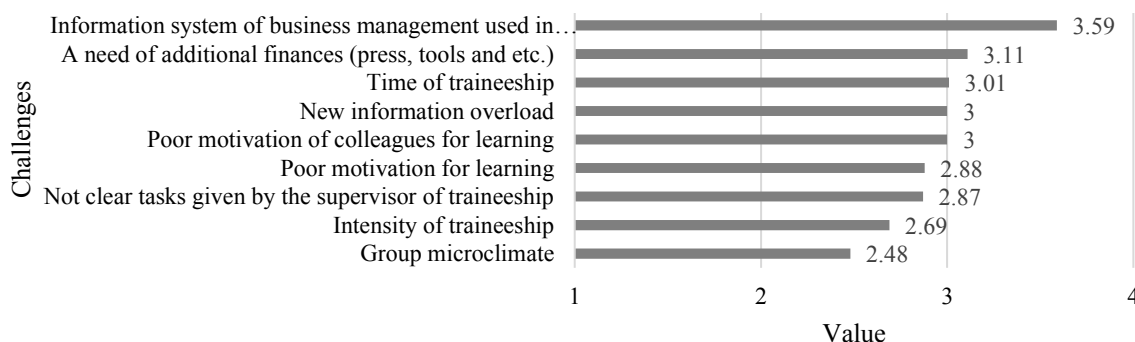 Challenges
Information system of business management used in… 3.59
A need of additional finances (press, tools and etc.) 3.11
Time of traineeship 3.01
New information overload 3
Poor motivation of colleagues for learning 3
Poor motivation for learning 2.88
Not clear tasks given by the supervisor of traineeship 2.87
Intensity of traineeship 2.69
Group microclimate 2.48
1 2 3 4
Value